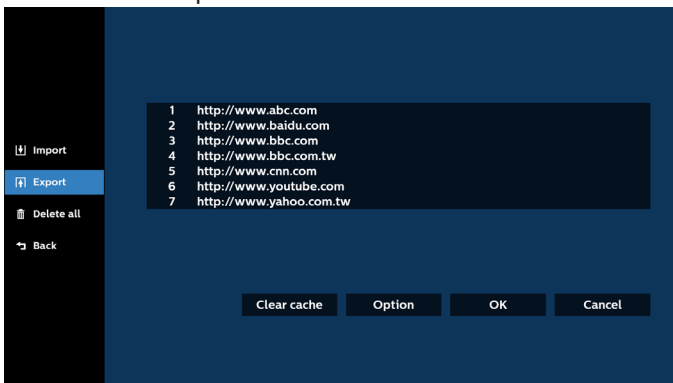 Import
Export
Delete all
Back
1 http://www.abc.com
2 http://www.baidu.com
3 http://www.bbc.com
4 http://www.bbc.com.tw
5 http://www.cnn.com
6 http://www.youtube.com
7 http://www.yahoo.com.tw
Clear cache Option OK Cancel